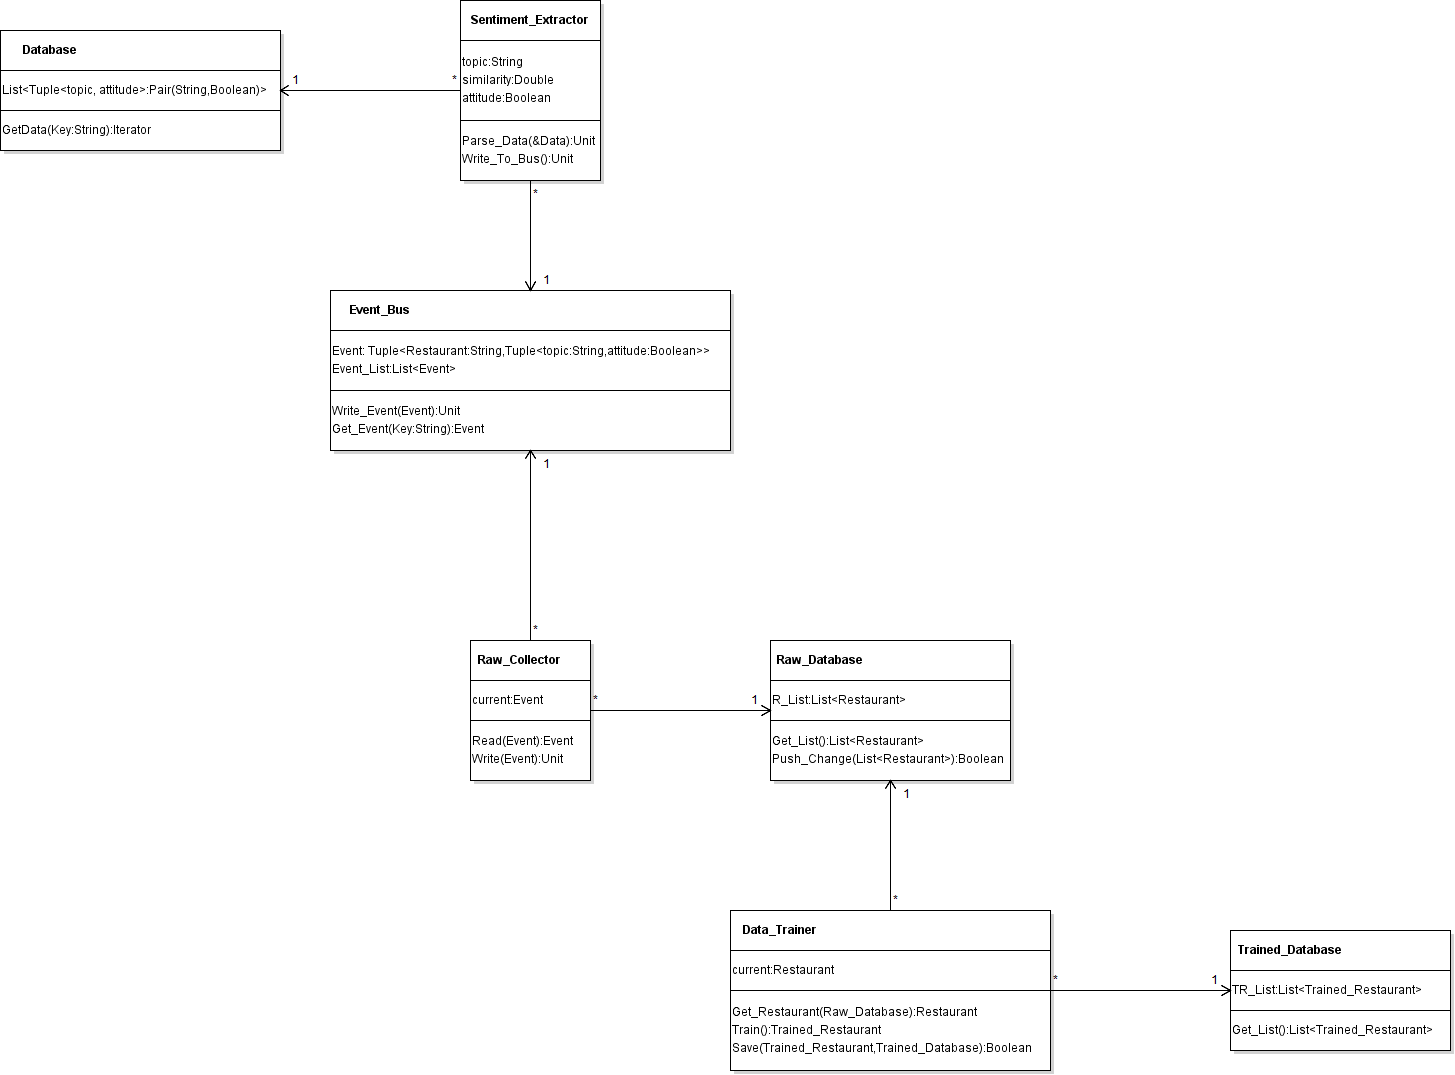 Sentiment_Extractor
topic:String
similarity:Double
attitude:Boolean
Parse_Data(&Data):Unit
Write_To_Bus():Unit
Database
List<Tuple<topic, attitude>:Pair(String,Boolean)>
GetData(Key:String):Iterator
1
*
*
1
Event_Bus
Event: Tuple<Restaurant:String,Tuple<topic:String,attitude:Boolean>>
Event_List:List<Event>
Write_Event(Event):Unit
Get_Event(Key:String):Event
1
*
Raw_Collector
current:Event
Read(Event):Event
Write(Event):Unit
*
1
Raw_Database
R_List:List<Restaurant>
Get_List():List<Restaurant>
Push_Change(List<Restaurant>):Boolean
1
*
Data_Trainer
current:Restaurant
Get_Restaurant(Raw_Database):Restaurant
Train():Trained_Restaurant
Save(Trained_Restaurant,Trained_Database):Boolean
*
1
Trained_Database
TR_List:List<Trained_Restaurant>
Get_List():List<Trained_Restaurant>